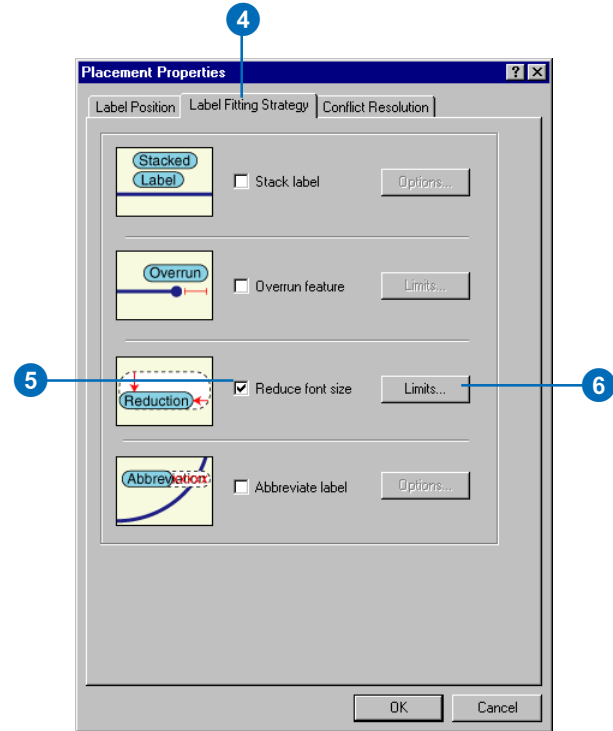 4
Placement Properties
Label Position Label Fitting Strategy Conflict Resolution
Stacked
Label
Stack label Options...
Overrun
Overrun feature Limits...
5
Reduction
Reduce font size Limits...
6
Abbreviation
Abbreviate label Options...
OK Cancel